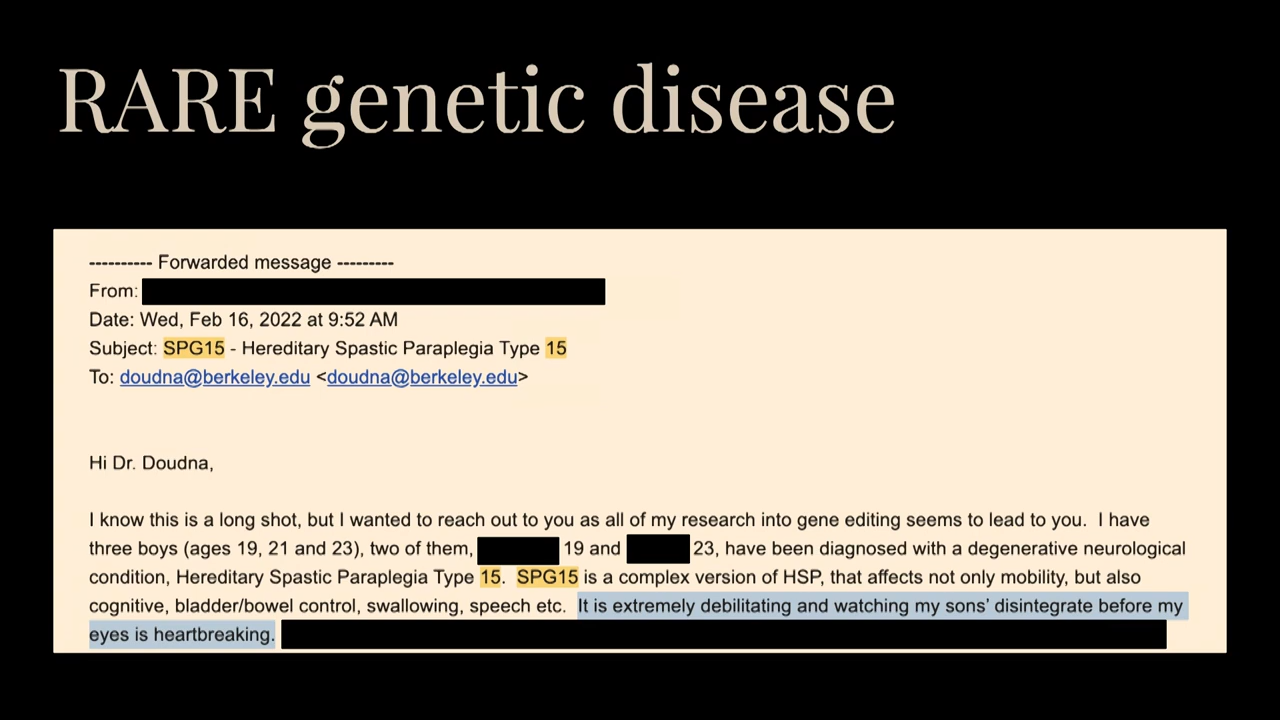 RARE genetic disease
---------- Forwarded message ---------
From:
Date: Wed, Feb 16, 2022 at 9:52 AM
Subject: SPG15 - Hereditary Spastic Paraplegia Type 15
To: doudna@berkeley.edu <doudna@berkeley.edu>
Hi Dr. Doudna,
I know this is a long shot, but I wanted to reach out to you as all of my research into gene editing seems to lead to you.  I have
three boys (ages 19, 21 and 23), two of them, 19 and 23, have been diagnosed with a degenerative neurological
condition, Hereditary Spastic Paraplegia Type 15.  SPG15 is a complex version of HSP, that affects not only mobility, but also
cognitive, bladder/bowel control, swallowing, speech etc.  It is extremely debilitating and watching my sons’ disintegrate before my
eyes is heartbreaking.